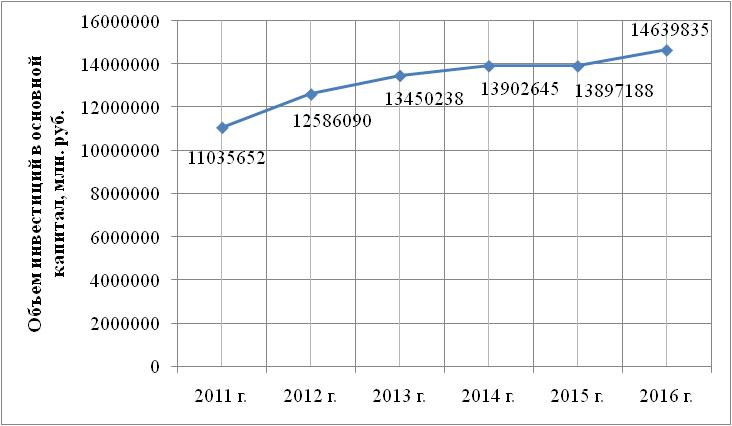 Объем инвестиций в основной
капитал, млн. руб.
16000000
14000000
12000000
10000000
8000000
6000000
4000000
2000000
0
11035652
12586090
13450238
13902645
13897188
14639835
2011 г.
2012 г.
2013 г.
2014 г.
2015 г.
2016 г.